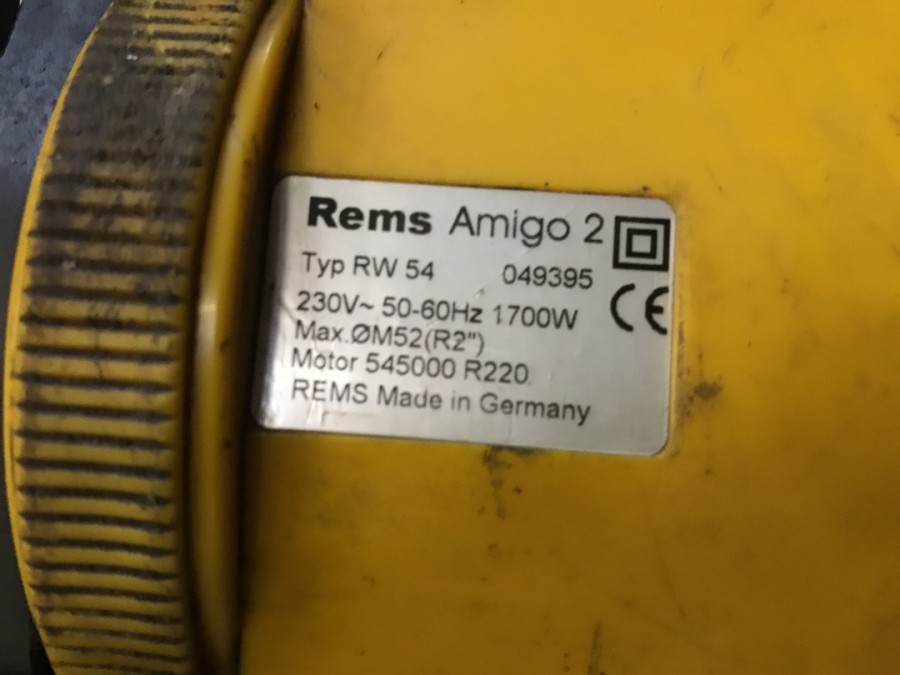 Rems Amigo 2
Typ RW 54 049395
230V~ 50-60Hz 1700W
CE
Max.ØM52(R2")
Motor 545000 R220
REMS Made in Germany